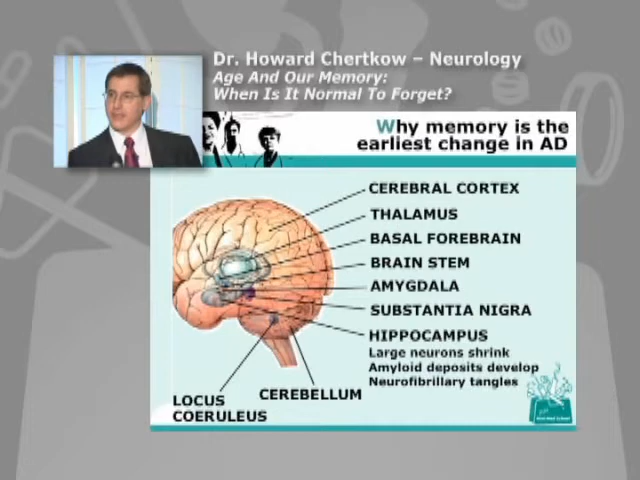 Dr. Howard Chertkow – Neurology
Age And Our Memory:
When Is It Normal To Forget?
Why memory is the
earliest change in AD
CEREBRAL CORTEX
THALAMUS
BASAL FOREBRAIN
BRAIN STEM
AMYGDALA
SUBSTANTIA NIGRA
HIPPOCAMPUS
Large neurons shrink
Amyloid deposits develop
Neurofibrillary tangles
CEREBELLUM
LOCUS
COERULEUS